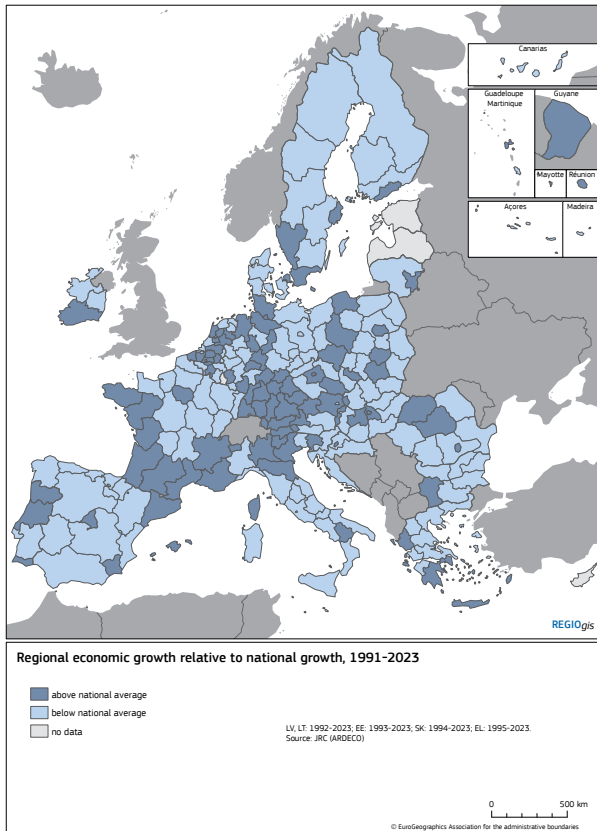 Canarias
Guadeloupe
Martinique
Guyane
Mayotte
Réunion
Açores
Madeira
REGIOgis
Regional economic growth relative to national growth, 1991-2023
above national average
below national average
no data
LV, LT: 1992-2023; EE: 1993-2023; SK: 1994-2023; EL: 1995-2023.
Source: JRC (ARDECO)
0
500 km
© EuroGeographics Association for the administrative boundaries